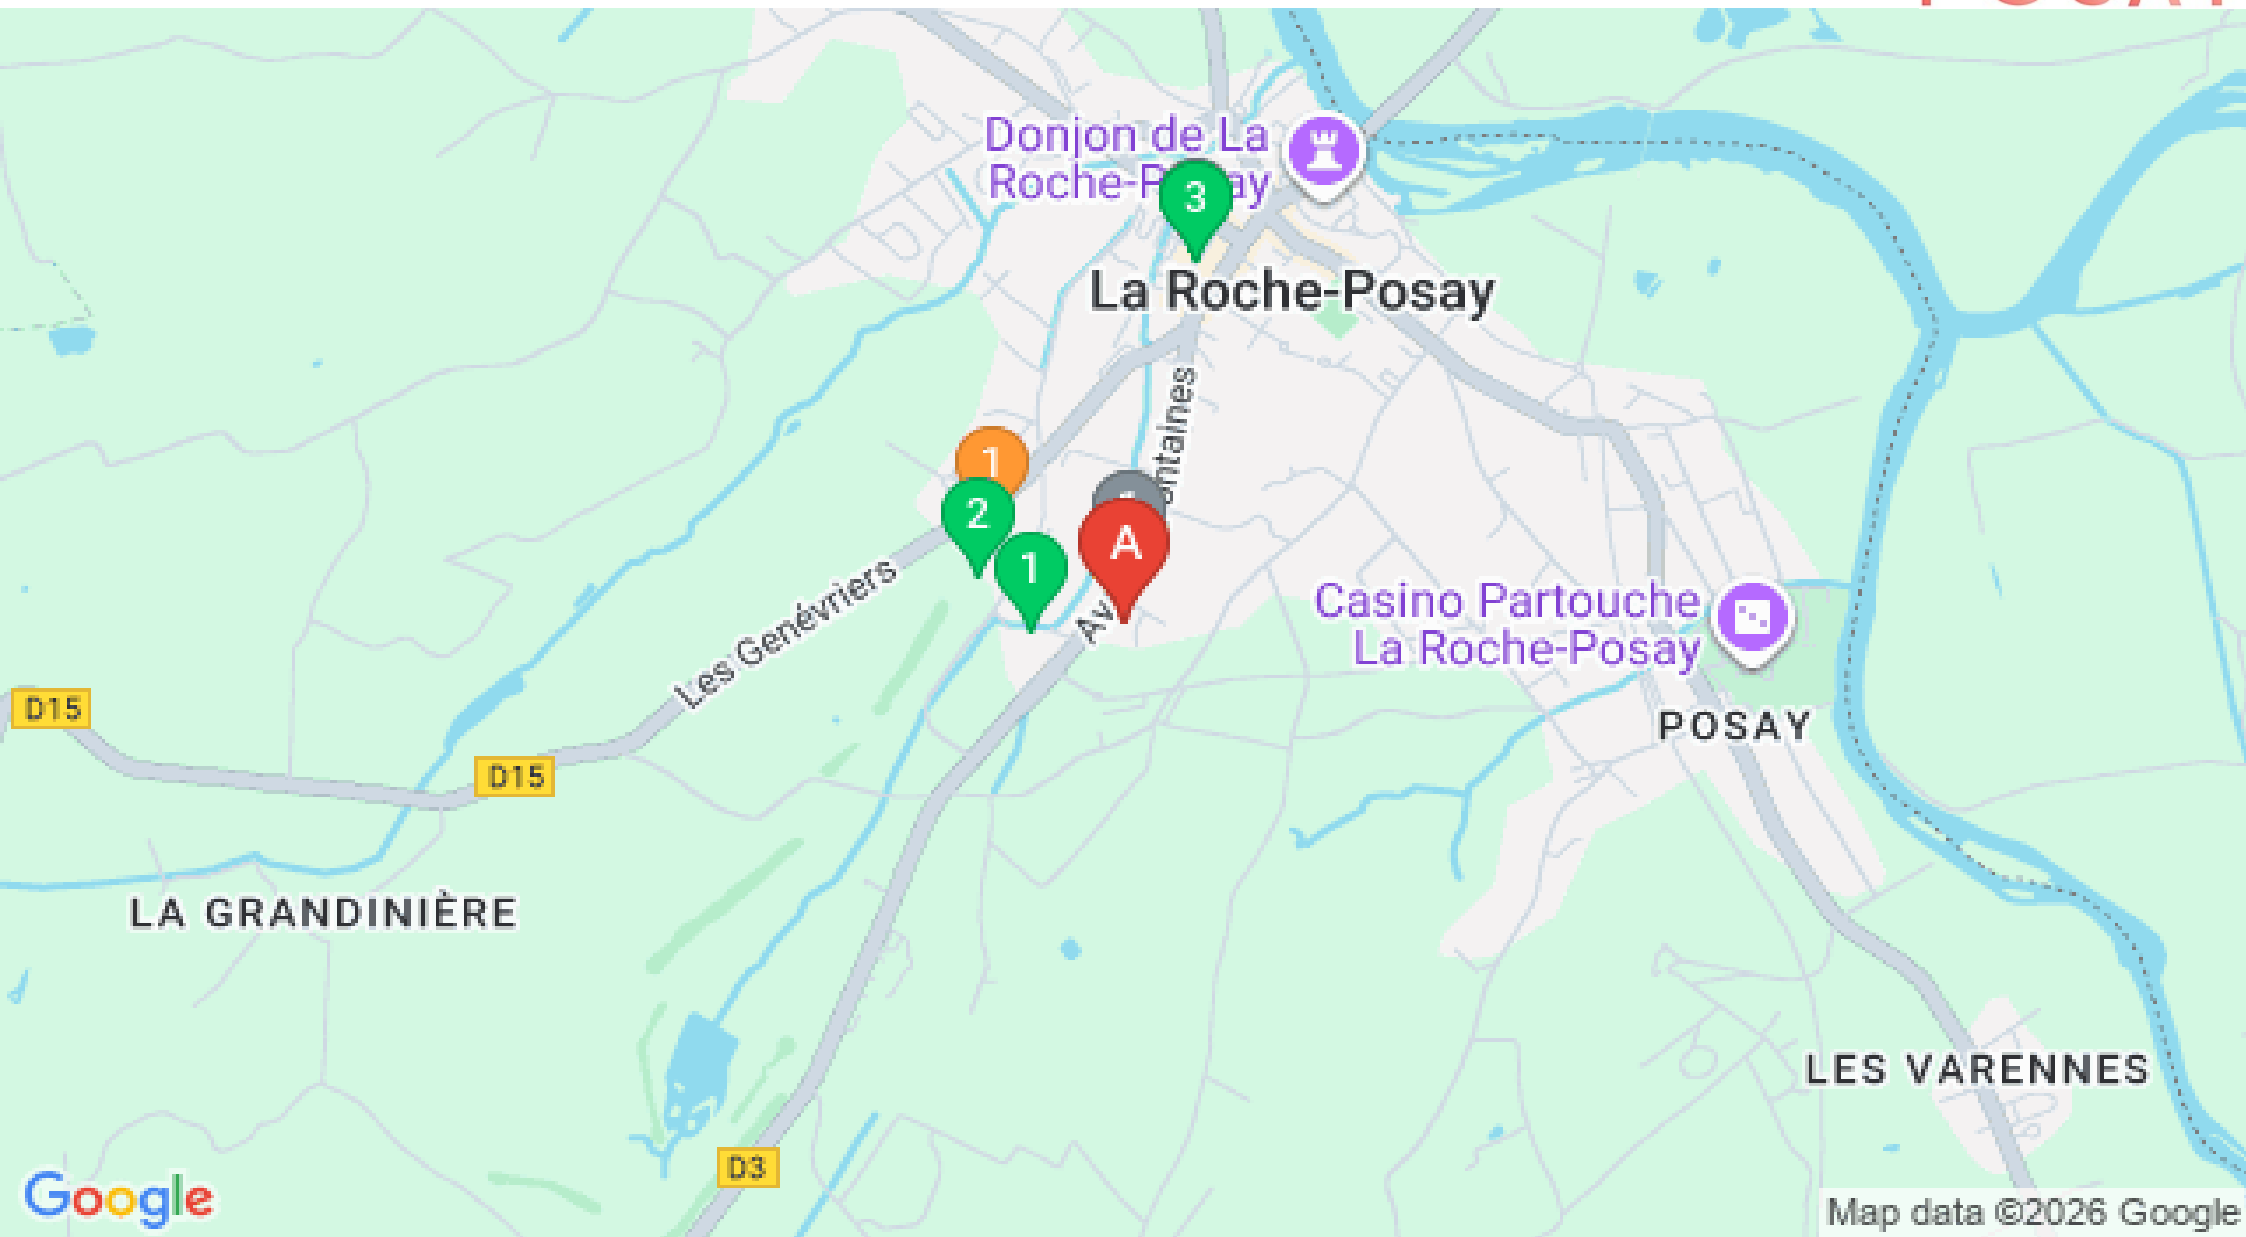 Donjon de La
Roche-P ay
3
La Roche-Posay
ontaines
1
2
1
A
Av
Les Genévriers
Casino Partouche
La Roche-Posay
POSAY
D15
D15
LA GRANDINIÈRE
LES VARENNES
D3
Google
Map data ©2026 Google